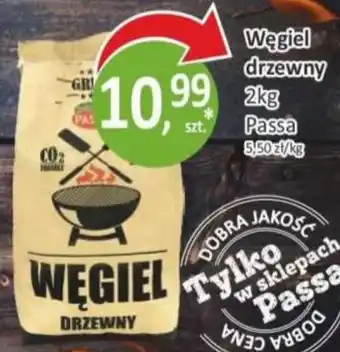 10,99*
szt.
Węgiel
drzewny
2kg
Passa
5,50 zł/kg
CO₂
WĘGIEL
DRZEWNY
DOBRA JAKOŚĆ
Tylko
w sklepach
Passa
DOBRA CENA